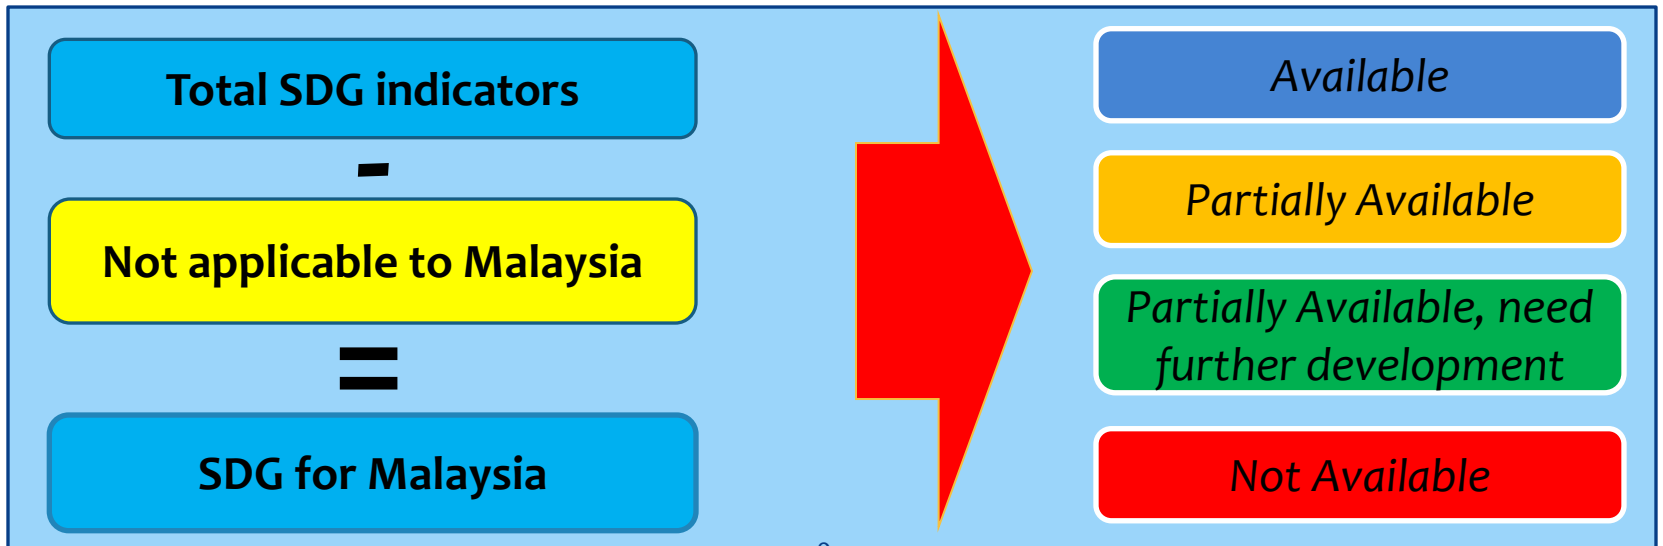 Total SDG indicators
-
Not applicable to Malaysia
=
SDG for Malaysia
Available
Partially Available
Partially Available, need
further development
Not Available